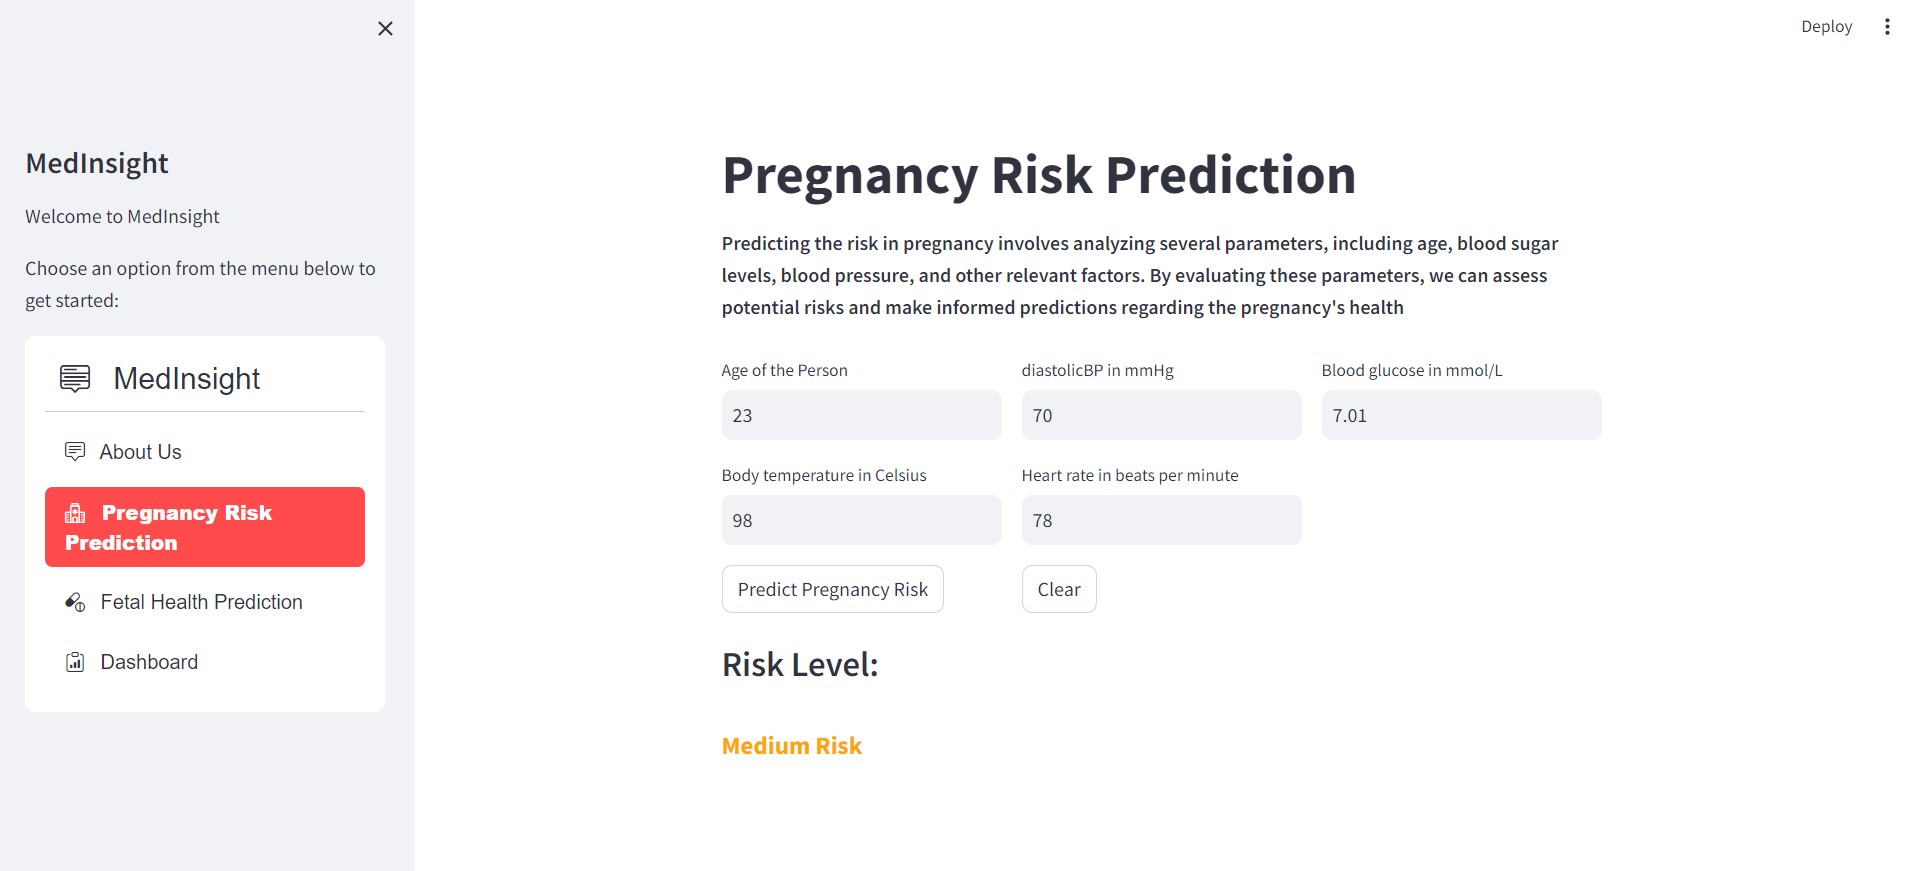 Deploy
MedInsight
Welcome to MedInsight
Choose an option from the menu below to
get started:
MedInsight
About Us
Pregnancy Risk
Prediction
Fetal Health Prediction
Dashboard
Pregnancy Risk Prediction
Predicting the risk in pregnancy involves analyzing several parameters, including age, blood sugar
levels, blood pressure, and other relevant factors. By evaluating these parameters, we can assess
potential risks and make informed predictions regarding the pregnancy's health
Age of the Person
diastolicBP in mmHg
Blood glucose in mmol/L
23
70
7.01
Body temperature in Celsius
Heart rate in beats per minute
98
78
Predict Pregnancy Risk
Clear
Risk Level:
Medium Risk